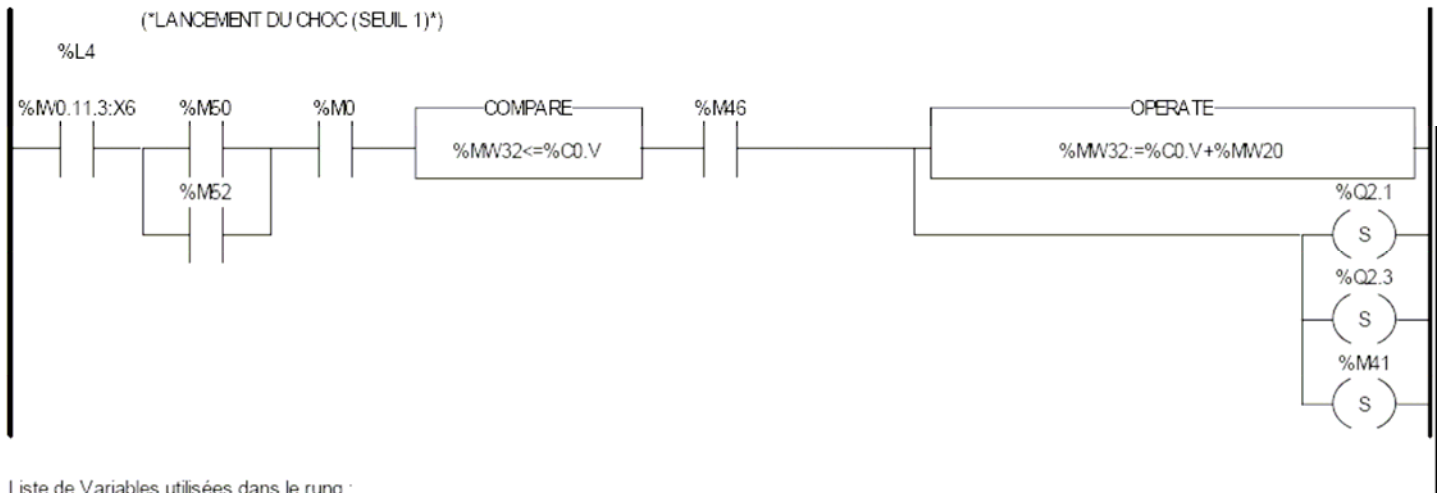 (*LANCEMENT DU CHOC (SEUIL 1)*)
%L4
%IW0.11.3:X6 %M50 %M0 COMPARE %M46 OPERATE
%MW32<=%C0.V %MW32:=%C0.V+%MW20
%M52 %Q2.1
S
%Q2.3
S
%M41
S
Liste de Variables utilisées dans le rung :